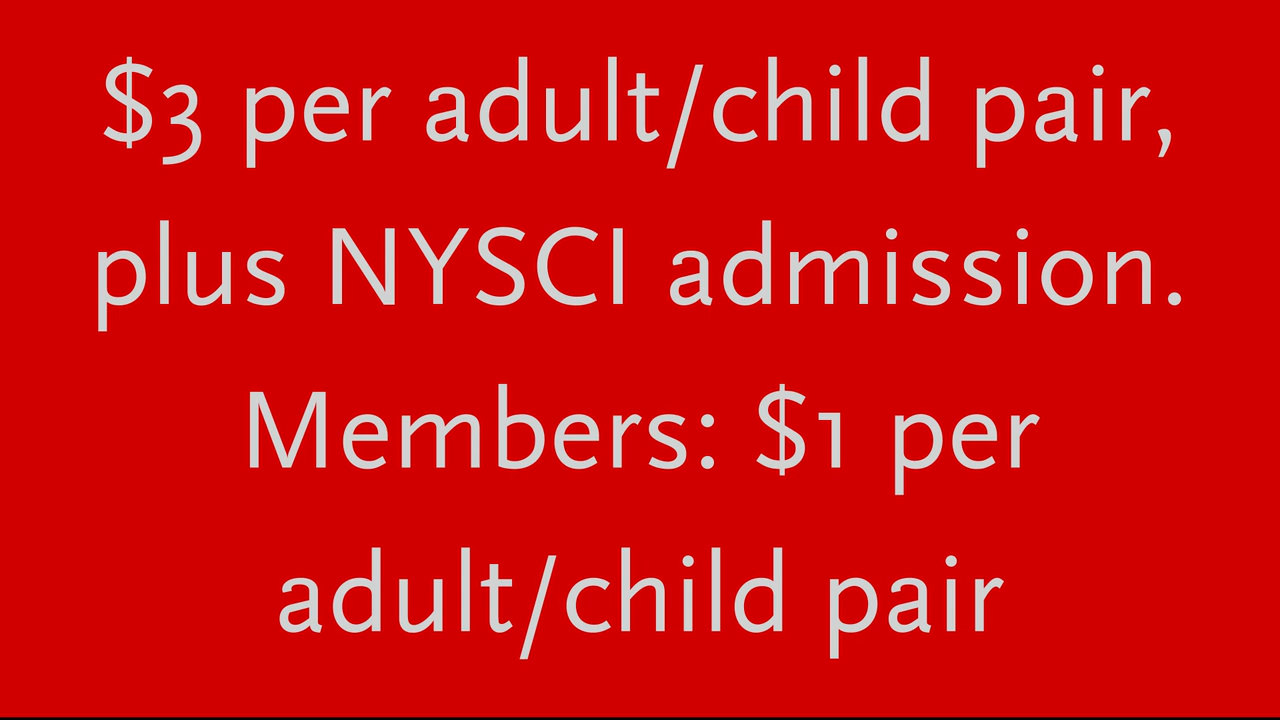 $3 per adult/child pair,
plus NYSCI admission.
Members: $1 per
adult/child pair